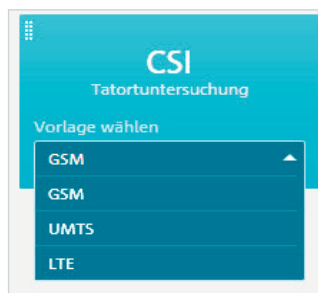 CSI
Tatortuntersuchung
Vorlage wählen
GSM
GSM
UMTS
LTE